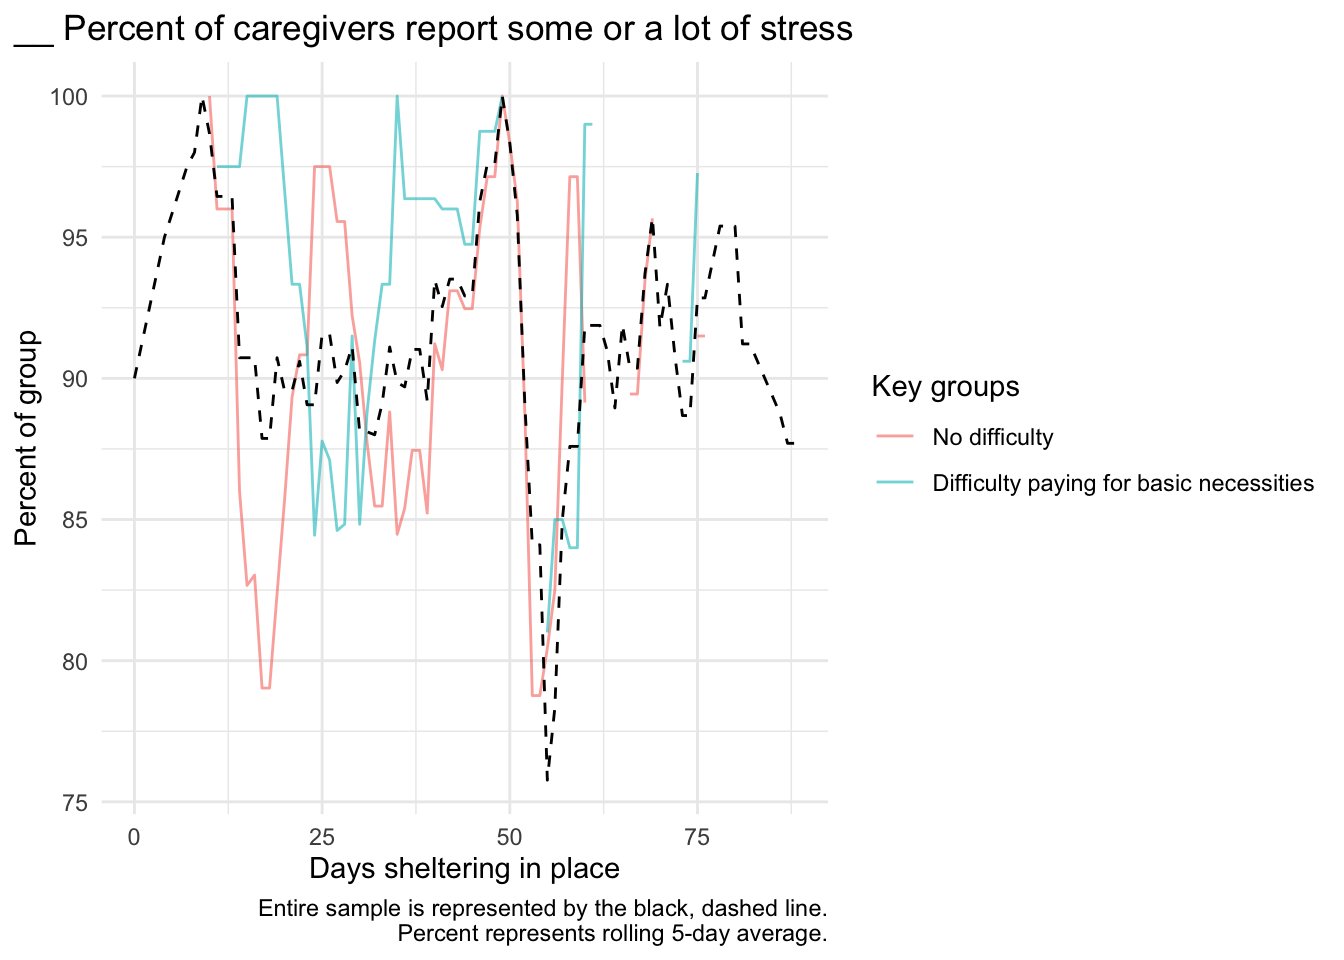 __ Percent of caregivers report some or a lot of stress
100
95
90
85
80
75
Percent of group
0 25 50 75
Days sheltering in place
Key groups
No difficulty
Difficulty paying for basic necessities
Entire sample is represented by the black, dashed line.
Percent represents rolling 5-day average.